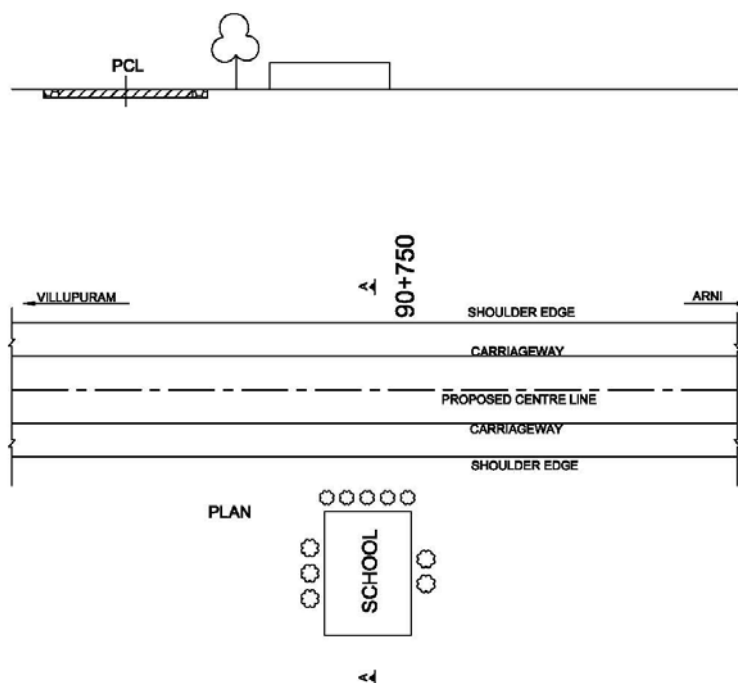 PCL
A
90+750
VILLUPURAM
ARNI
SHOULDER EDGE
CARRIAGEWAY
PROPOSED CENTRE LINE
CARRIAGEWAY
SHOULDER EDGE
PLAN
SCHOOL
A